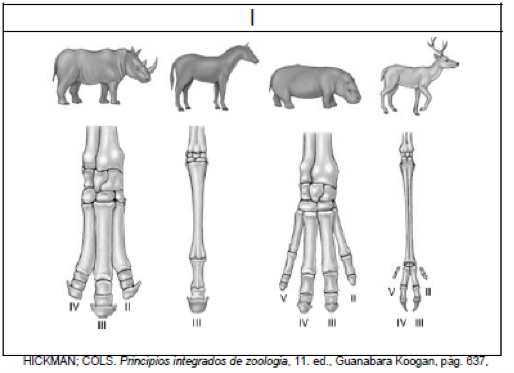 I
IV
III
II
III
V
IV
III
II
V
IV
III
III
HICKMAN; COLS. Princípios integrados de zoologia, 11. ed., Guanabara Koogan, pág. 637,